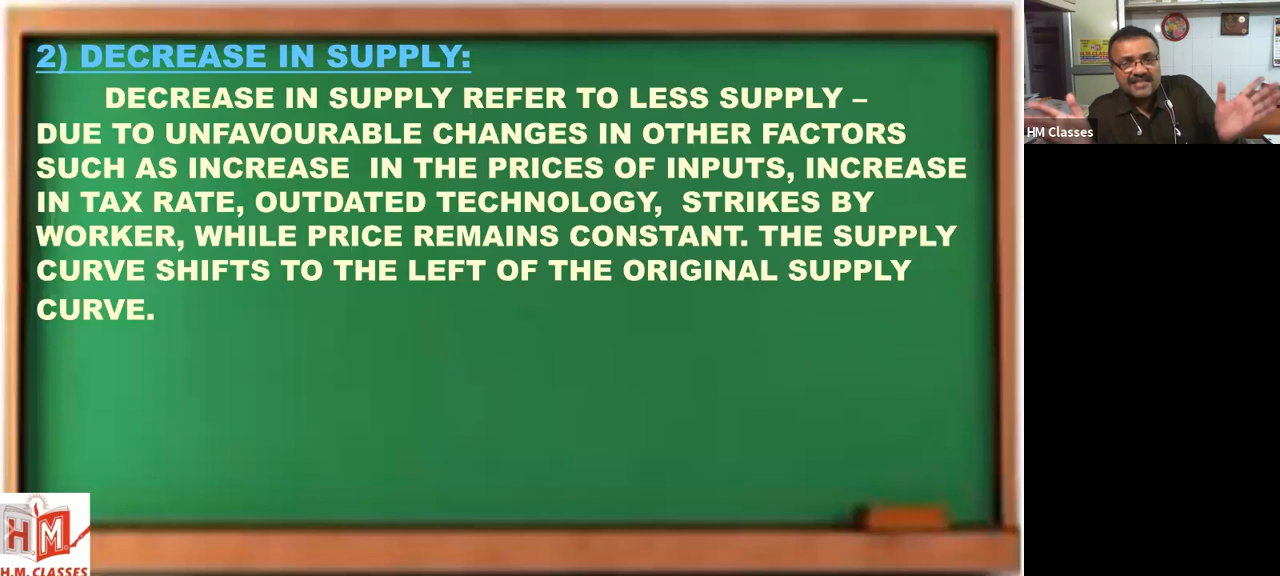 2) DECREASE IN SUPPLY:
DECREASE IN SUPPLY REFER TO LESS SUPPLY –
DUE TO UNFAVOURABLE CHANGES IN OTHER FACTORS
SUCH AS INCREASE IN THE PRICES OF INPUTS, INCREASE
IN TAX RATE, OUTDATED TECHNOLOGY, STRIKES BY
WORKER, WHILE PRICE REMAINS CONSTANT. THE SUPPLY
CURVE SHIFTS TO THE LEFT OF THE ORIGINAL SUPPLY
CURVE.
HM Classes
H.M.
H.M. CLASSES